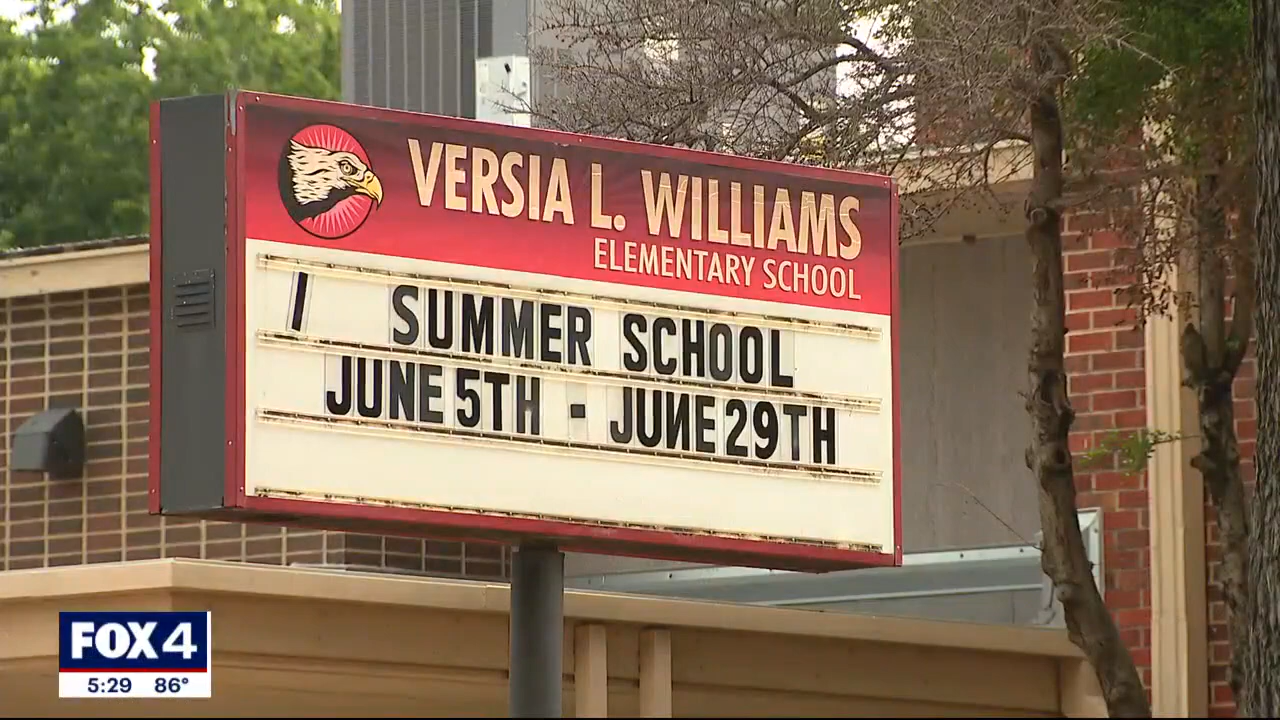 VERSIA L. WILLIAMS
ELEMENTARY SCHOOL
I SUMMER SCHOOL
JUNE 5TH - JUNE 29TH
FOX 4
5:29 86°